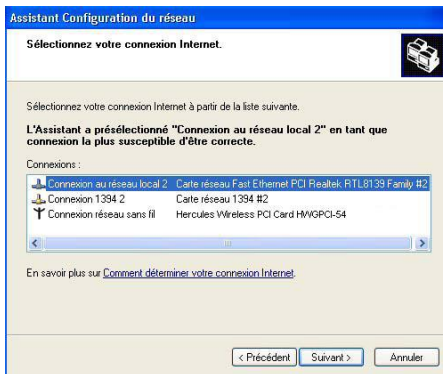 Assistant Configuration du réseau
Sélectionnez votre connexion Internet.
Sélectionnez votre connexion Internet à partir de la liste suivante.
L'Assistant a présélectionné "Connexion au réseau local 2" en tant que
connexion la plus susceptible d'être correcte.
Connexions :
Connexion au réseau local 2 Carte réseau Fast Ethernet PCI Realtek RTL8139 Family #2
Connexion 1394 2 Carte réseau 1394 #2
Connexion réseau sans fil Hercules Wireless PCI Card HWGPCI-54
En savoir plus sur Comment déterminer votre connexion Internet.
< Précédent Suivant > Annuler